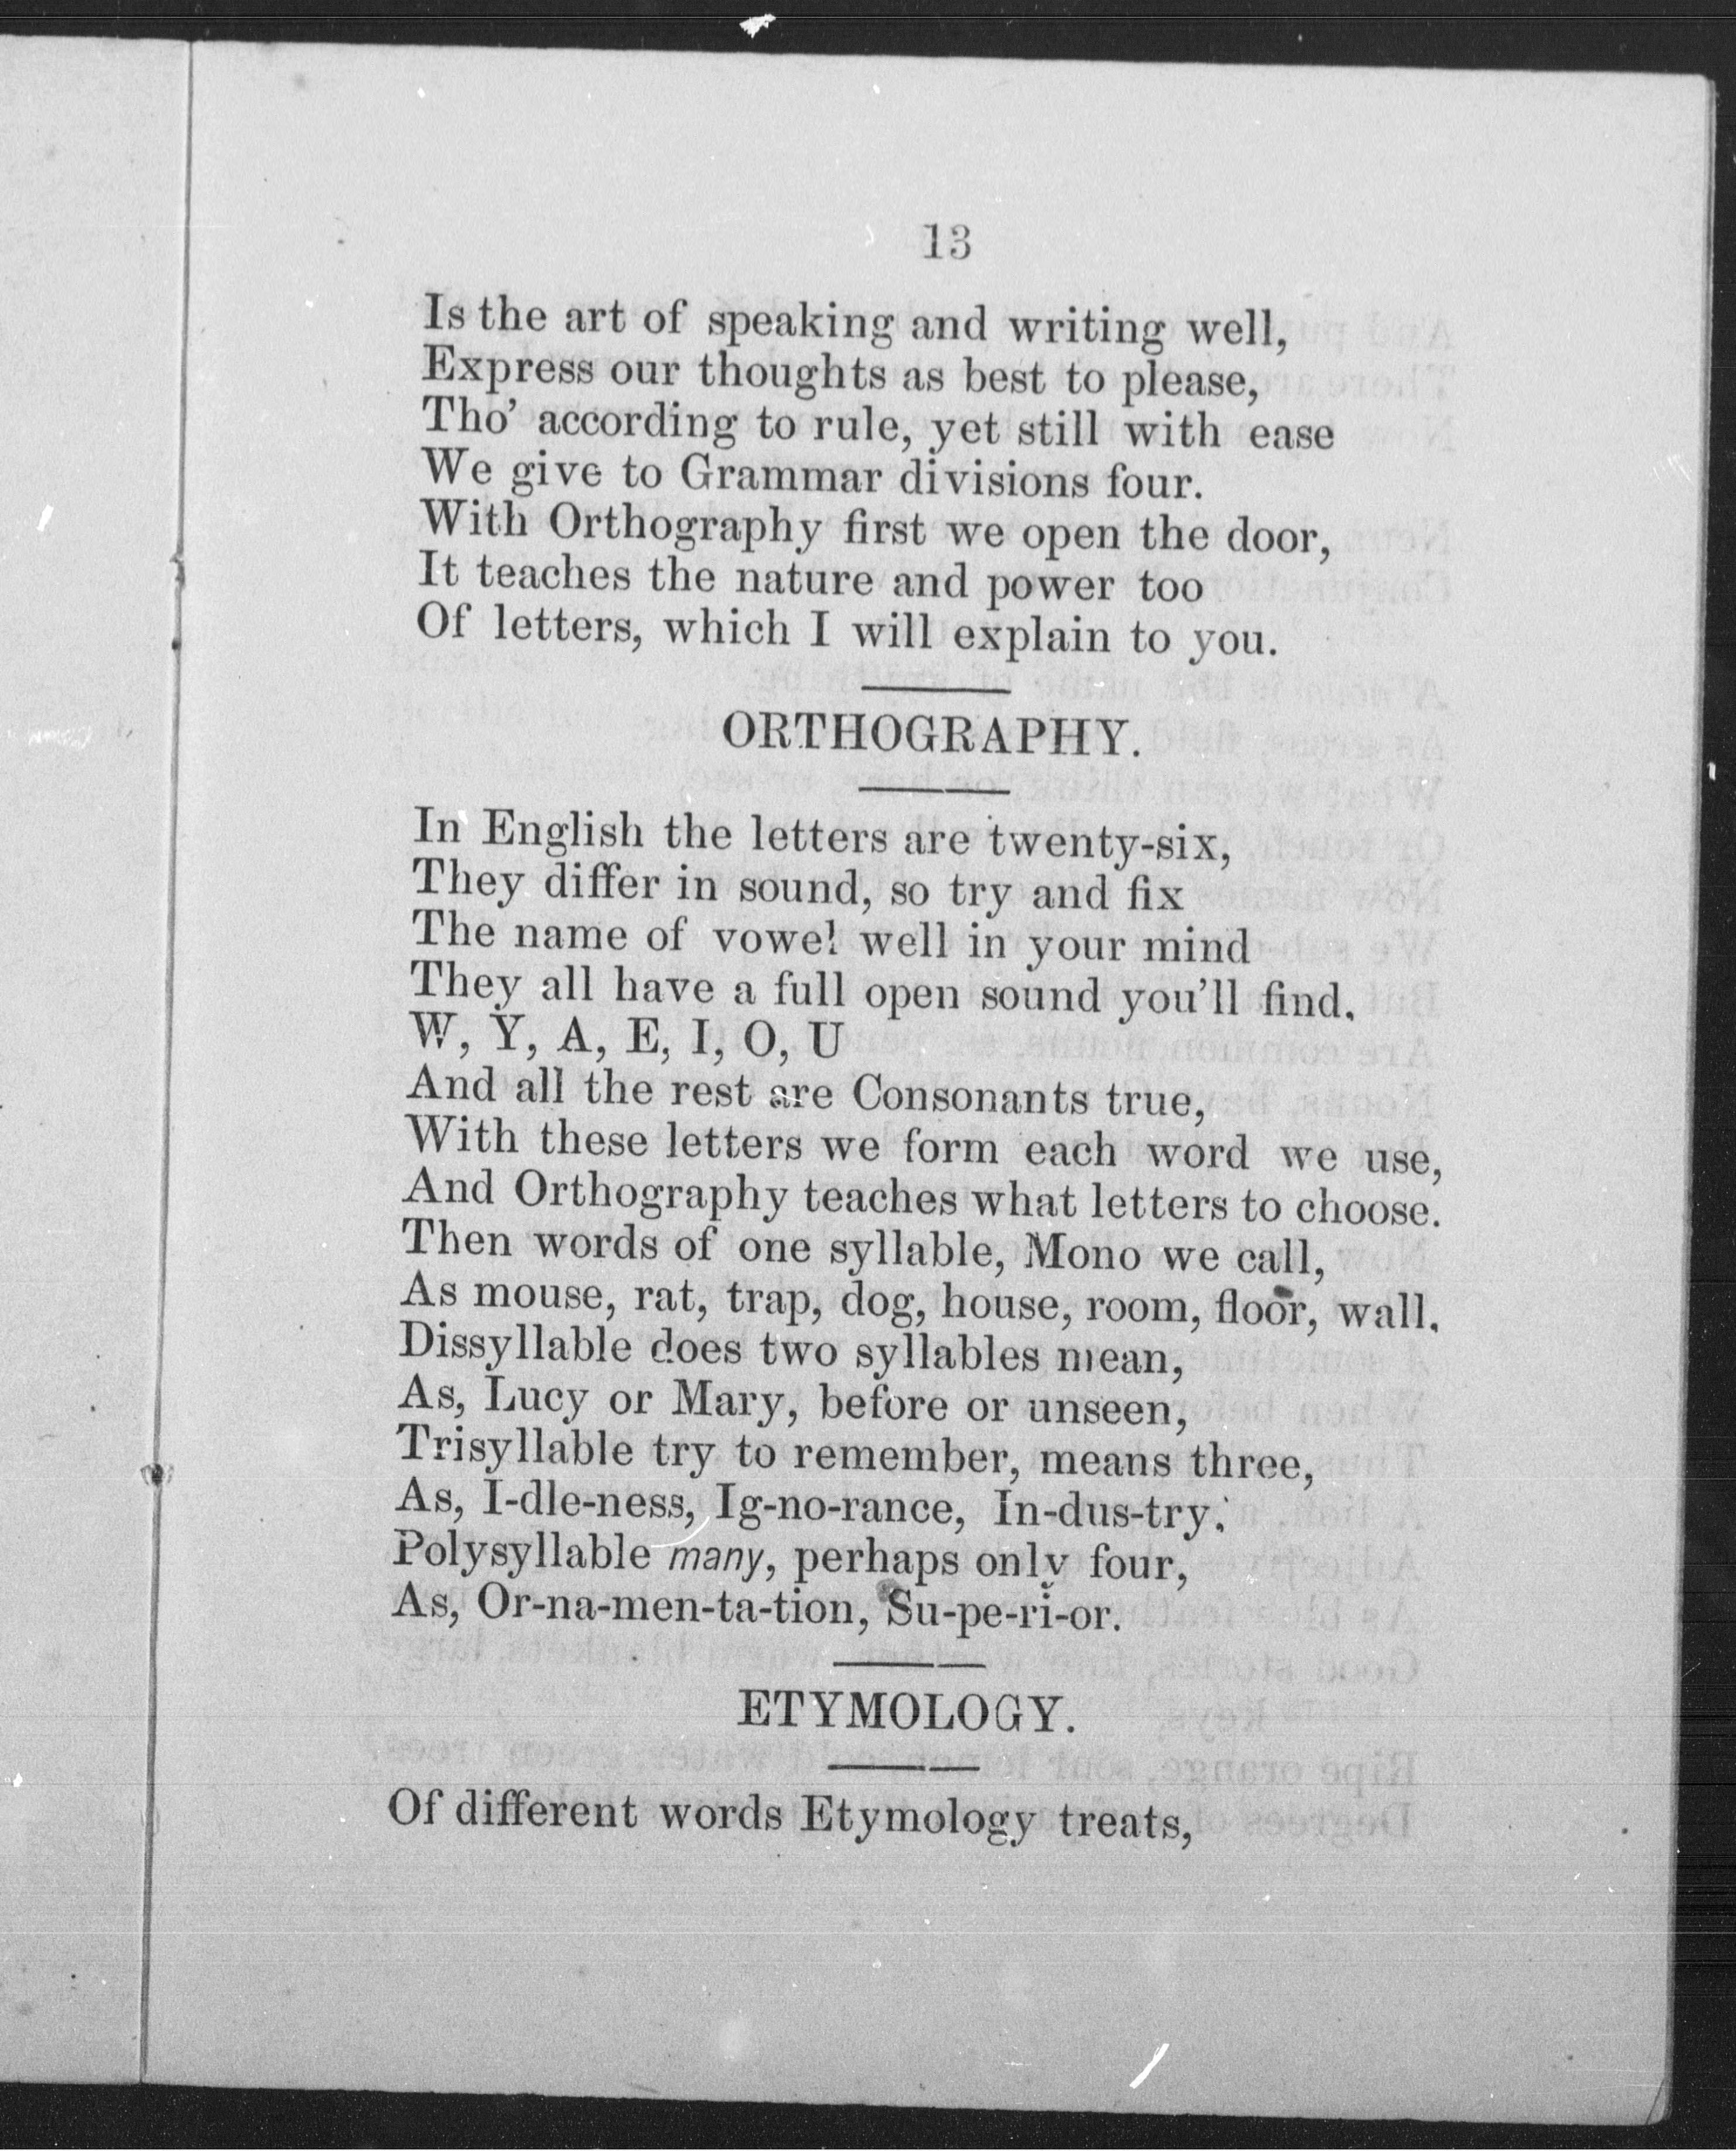 13
Is the art of speaking and writing well,
Express our thoughts as best to please,
Tho' according to rule, yet still with ease
We give to Grammar divisions four.
With Orthography first we open the door,
It teaches the nature and power too
Of letters, which I will explain to you.
ORTHOGRAPHY.
In English the letters are twenty-six,
They differ in sound, so try and fix
The name of vowel well in your mind
They all have a full open sound you'll find.
W, Y, A, E, I, O, U
And all the rest are Consonants true,
With these letters we form each word we use,
And Orthography teaches what letters to choose.
Then words of one syllable, Mono we call,
As mouse, rat, trap, dog, house, room, floor, wall.
Dissyllable does two syllables mean,
As, Lucy or Mary, before or unseen,
Trisyllable try to remember, means three,
As, I-dle-ness, Ig-no-rance, In-dus-try.
Polysyllable many, perhaps only four,
As, Or-na-men-ta-tion, Su-pe-ri-or.
ETYMOLOGY.
Of different words Etymology treats,